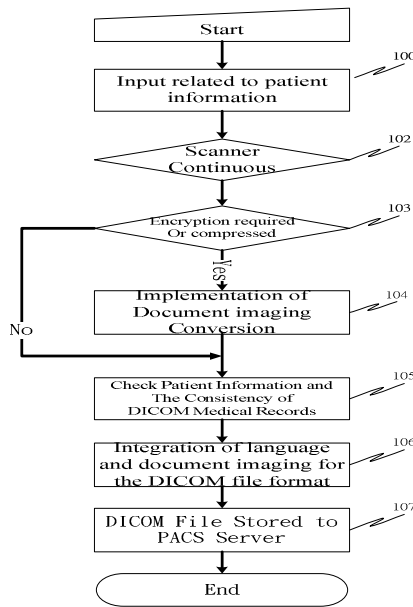 Start
100
Input related to patient
information
102
Scanner
Continuous
103
Encryption required
Or compressed
Yes
104
Implementation of
Document imaging
Conversion
No
105
Check Patient Information and
The Consistency of
DICOM Medical Records
106
Integration of language
and document imaging for
the DICOM file format
107
DICOM File Stored to
PACS Server
End